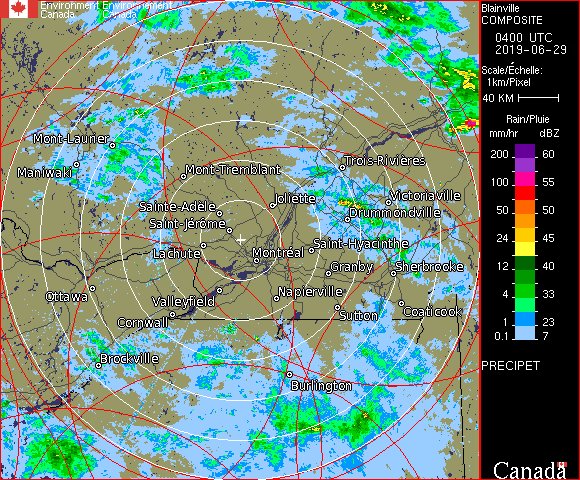 Environment Environnement
Canada Canada
Blainville
COMPOSITE
0400 UTC
2019-06-29
Scale/Échelle:
1km/Pixel
40 KM
Rain/Pluie
mm/hr dBZ
200 60
100 55
50 50
24 45
12 40
4 33
1 23
0.1 7
PRECIPET
Canada
Mont-Laurier
Maniwaki
Mont-Tremblant
Trois-Rivières
Sainte-Adèle
Joliette
Victoriaville
Drummondville
Saint-Jérôme
Lachute
Montréal
Saint-Hyacinthe
Granby
Sherbrooke
Ottawa
Valleyfield
Napierville
Cornwall
Sutton
Coaticook
Brockville
Burlington